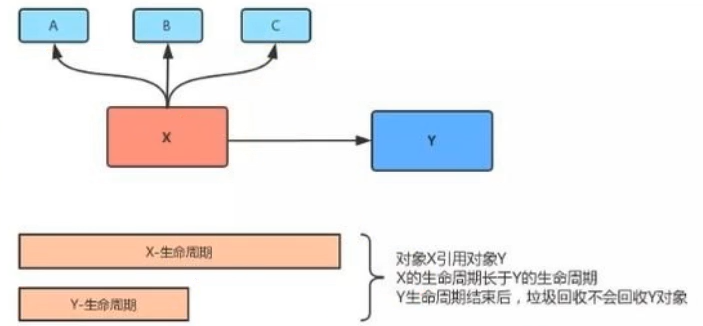 A
B
C
X
Y
X-生命周期
Y-生命周期
对象X引用对象Y
X的生命周期长于Y的生命周期
Y生命周期结束后，垃圾回收不会回收Y对象